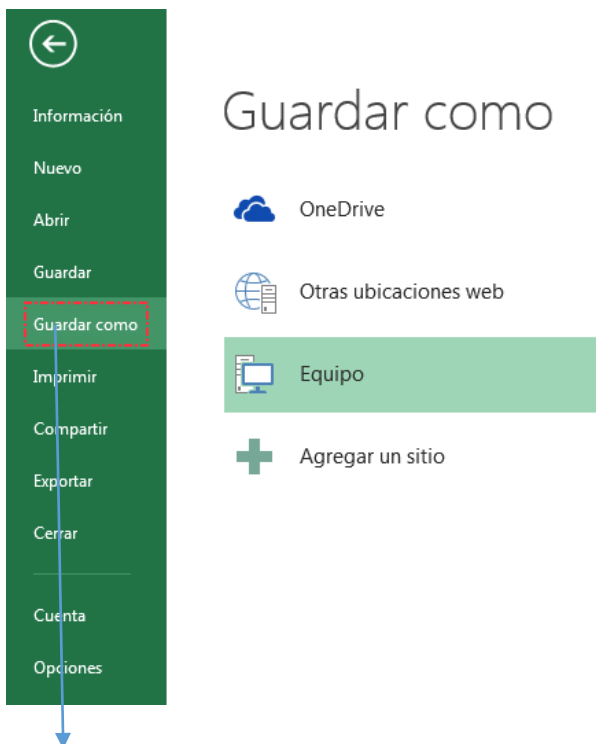 Información
Nuevo
Abrir
Guardar
Guardar como
Imprimir
Compartir
Exportar
Cerrar
Cuenta
Opciones
Guardar como
OneDrive
Otras ubicaciones web
Equipo
Agregar un sitio